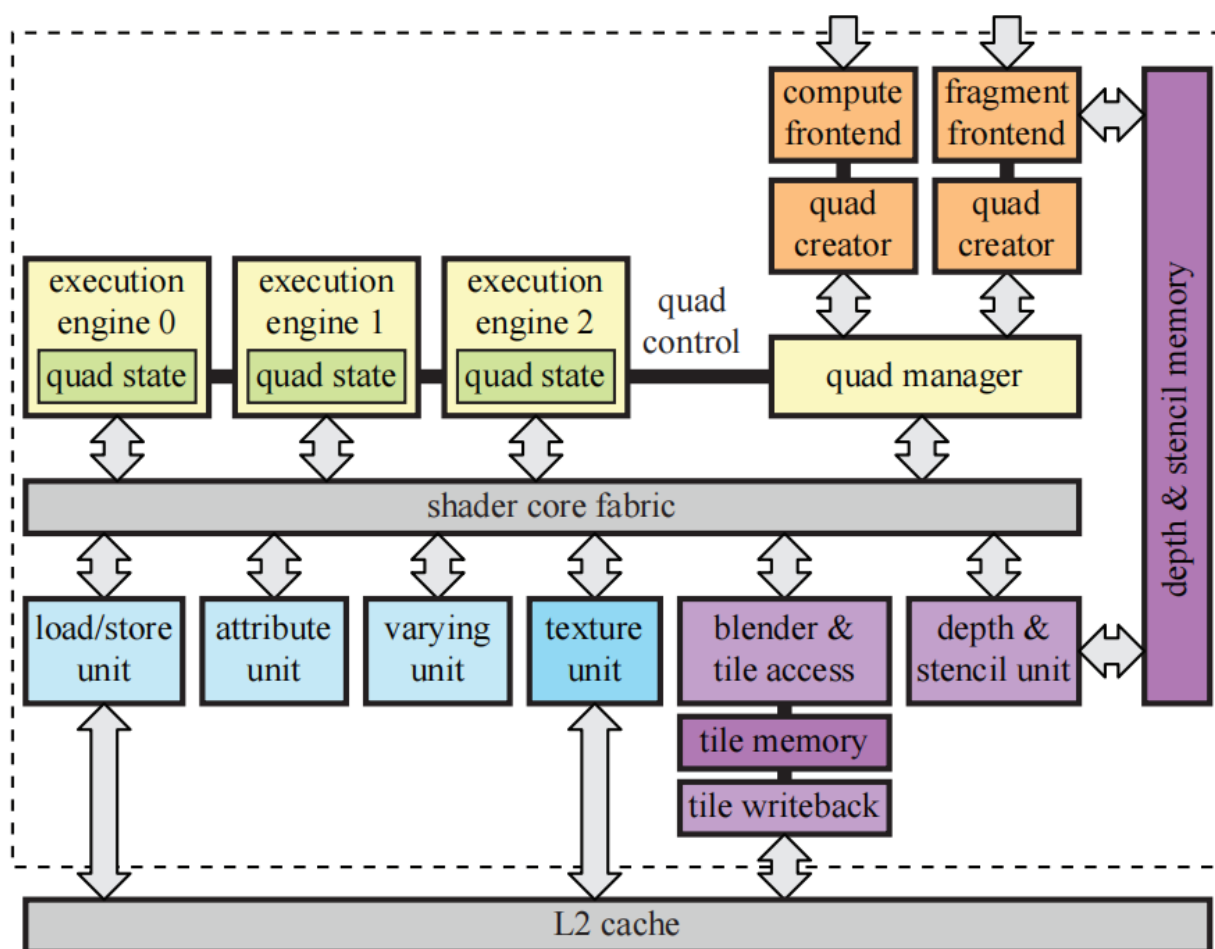 compute
frontend
fragment
frontend
quad
creator
quad
creator
execution
engine 0
quad state
execution
engine 1
quad state
execution
engine 2
quad state
quad
control
quad manager
depth & stencil memory
shader core fabric
load/store
unit
attribute
unit
varying
unit
texture
unit
blender &
tile access
depth &
stencil unit
tile memory
tile writeback
L2 cache